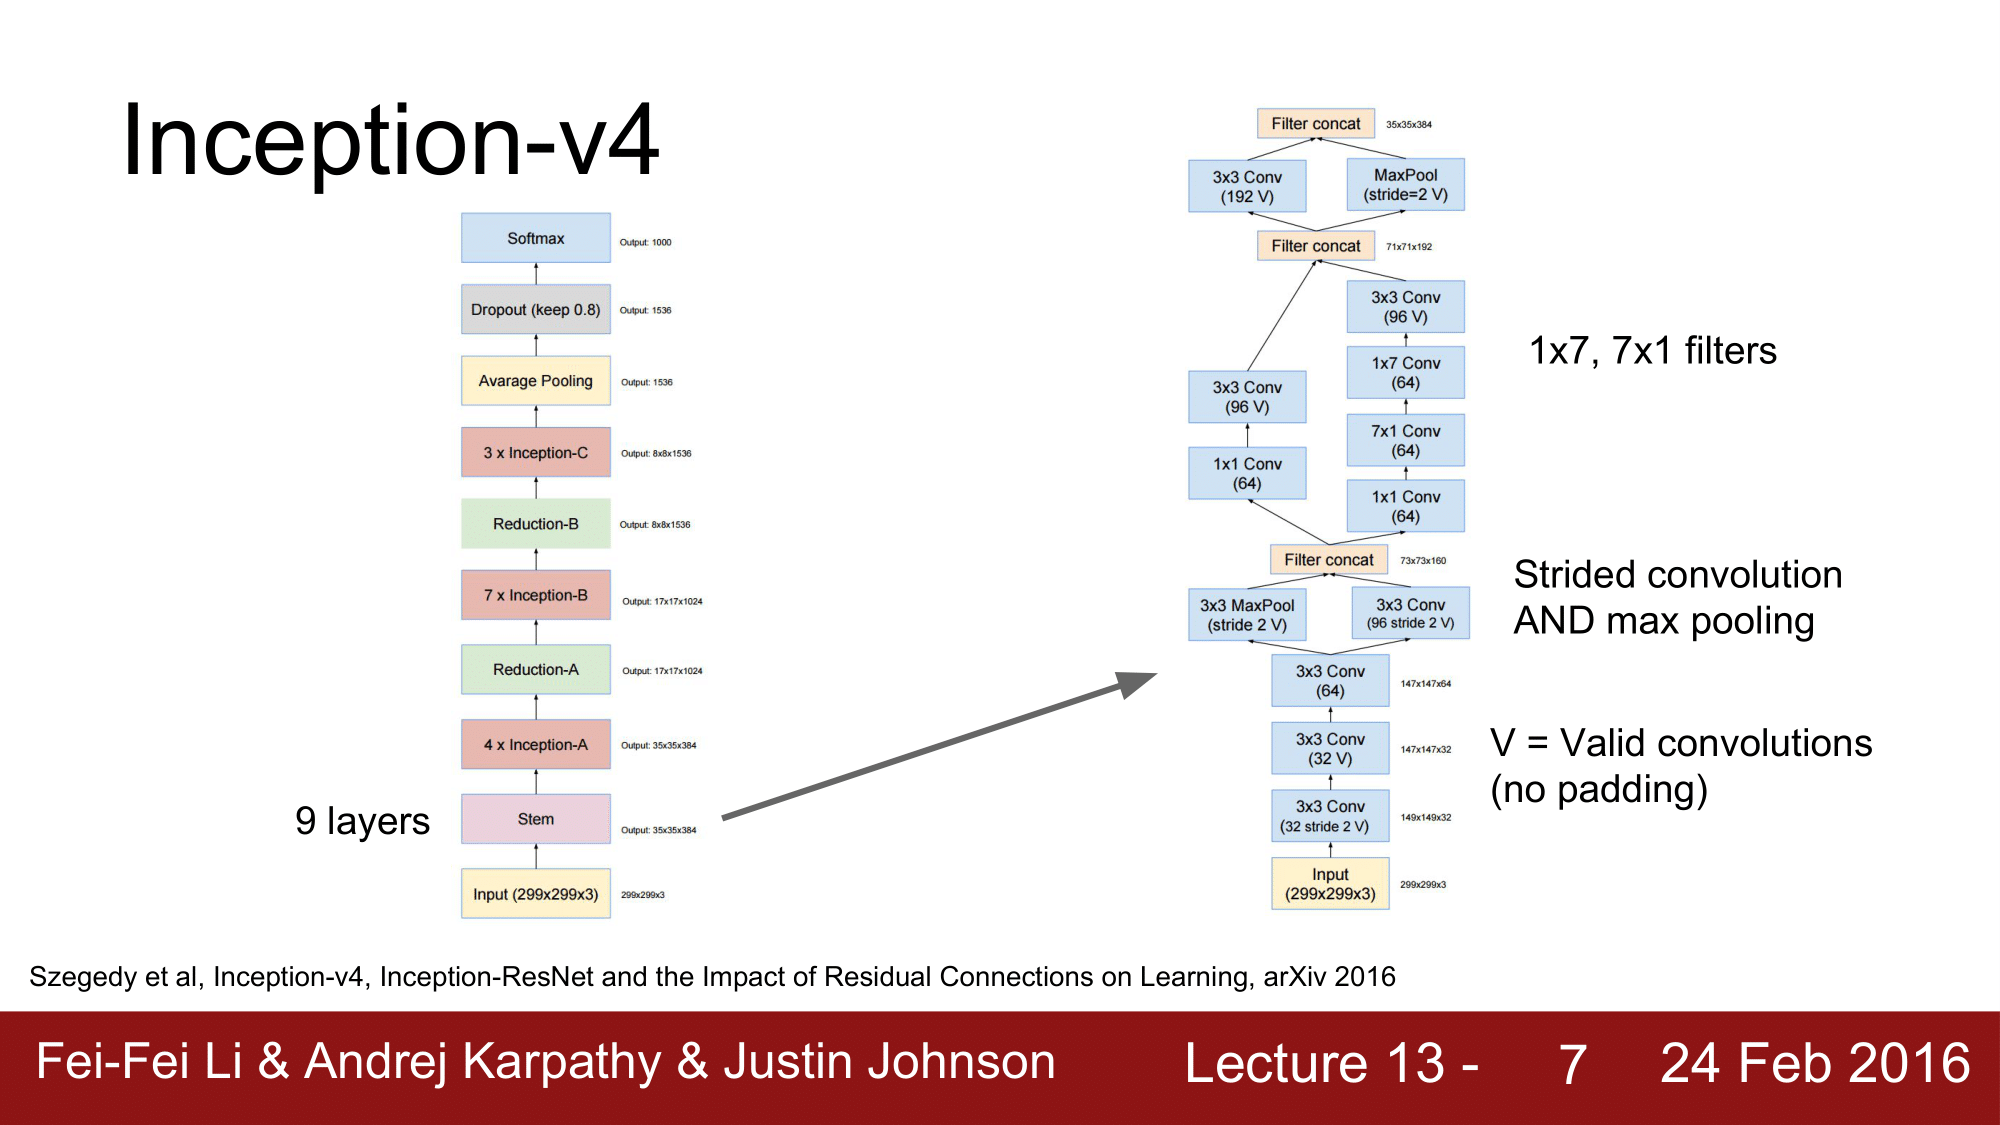 Inception-v4
Softmax
Output: 1000
Dropout (keep 0.8)
Output: 1536
Avarage Pooling
Output: 1536
3 x Inception-C
Output: 8x8x1536
Reduction-B
Output: 8x8x1536
7 x Inception-B
Output: 17x17x1024
Reduction-A
Output: 17x17x1024
4 x Inception-A
Output: 35x35x384
9 layers
Stem
Output: 35x35x384
Input (299x299x3)
299x299x3
Filter concat
35x35x384
3x3 Conv
(192 V)
MaxPool
(stride=2 V)
Filter concat
71x71x192
3x3 Conv
(96 V)
1x7 Conv
(64)
3x3 Conv
(96 V)
7x1 Conv
(64)
1x1 Conv
(64)
1x1 Conv
(64)
Filter concat
73x73x160
3x3 MaxPool
(stride 2 V)
3x3 Conv
(96 stride 2 V)
3x3 Conv
(64)
147x147x64
3x3 Conv
(32 V)
147x147x32
3x3 Conv
(32 stride 2 V)
149x149x32
Input
(299x299x3)
299x299x3
1x7, 7x1 filters
Strided convolution
AND max pooling
V = Valid convolutions
(no padding)
Szegedy et al, Inception-v4, Inception-ResNet and the Impact of Residual Connections on Learning, arXiv 2016
Fei-Fei Li & Andrej Karpathy & Justin Johnson
Lecture 13 - 7
24 Feb 2016